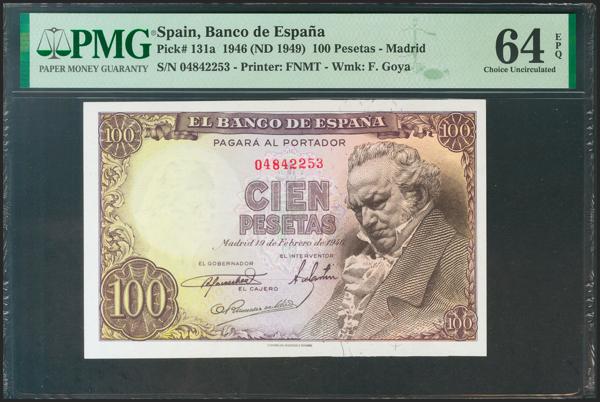 PMG
PAPER MONEY GUARANTY
Spain, Banco de España
Pick# 131a 1946 (ND 1949) 100 Pesetas - Madrid
S/N 04842253 - Printer: FNMT - Wmk: F. Goya
64 EPQ
Choice Uncirculated
EL BANCO DE ESPAÑA
100
100
PAGARÁ AL PORTADOR
04842253
CIEN
PESETAS
Madrid 19 de Febrero de 1946
EL GOBERNADOR
EL INTERVENTOR
EL CAJERO
100
100